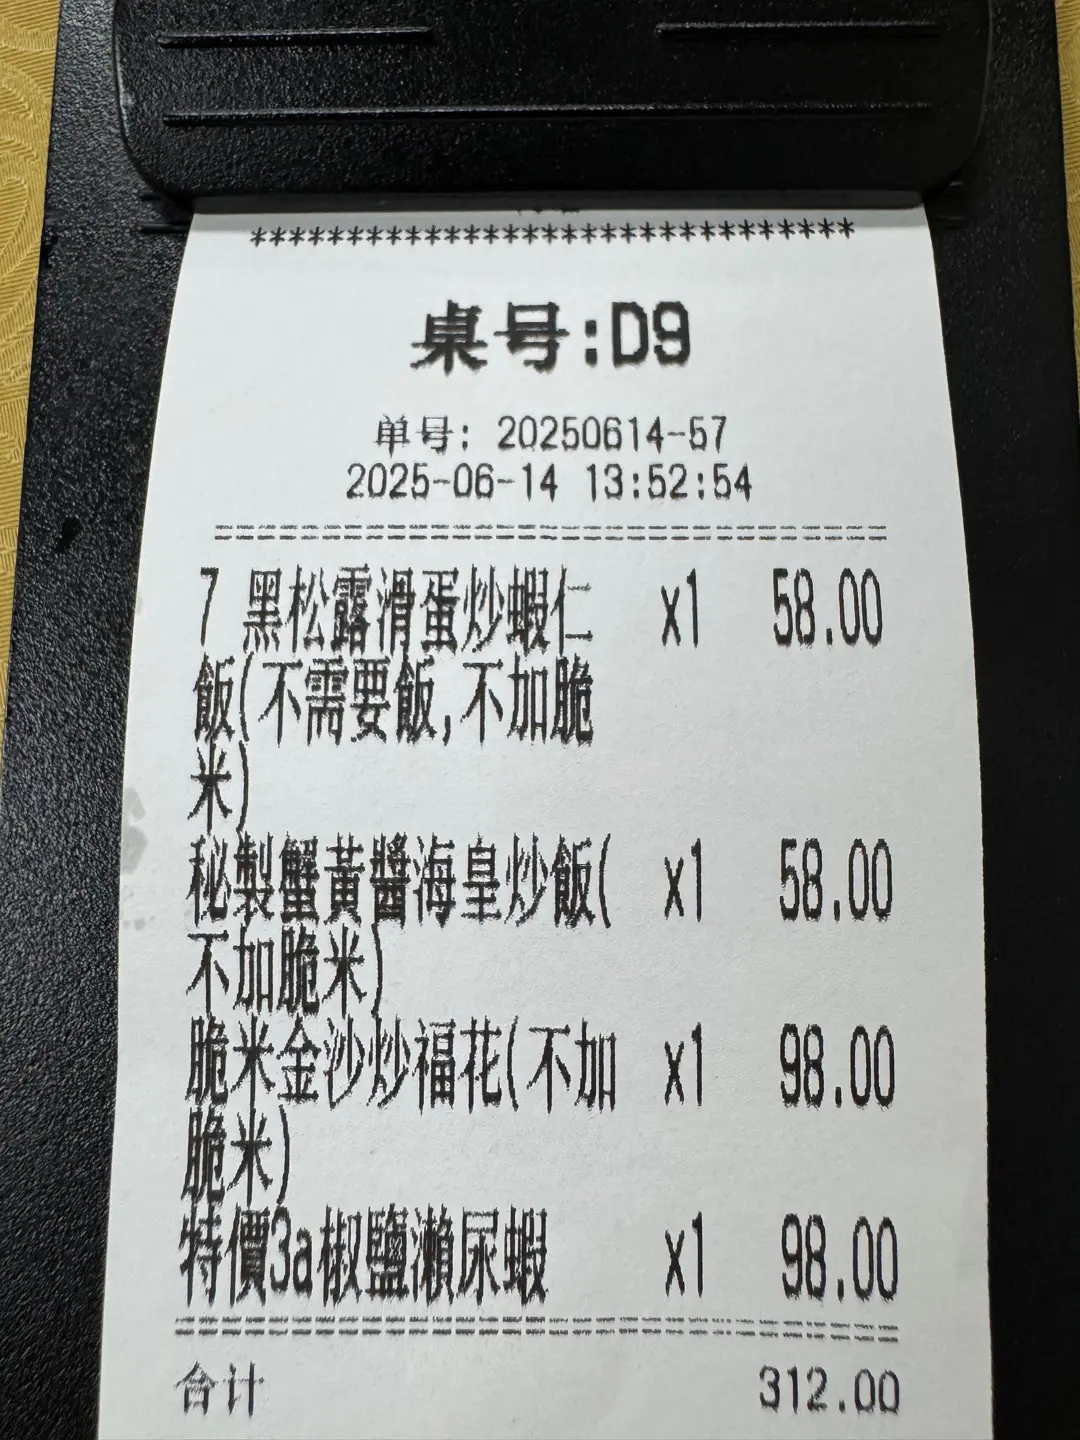 *******************************
桌号:D9
单号: 20250614-57
2025-06-14 13:52:54
======================================
7 黑松露滑蛋炒蝦仁 x1 58.00
飯(不需要飯,不加脆
米)
秘製蟹黃醬海皇炒飯( x1 58.00
不加脆米)
脆米金沙炒福花(不加 x1 98.00
脆米)
特價3a椒鹽瀨尿蝦 x1 98.00
======================================
合计 312.00